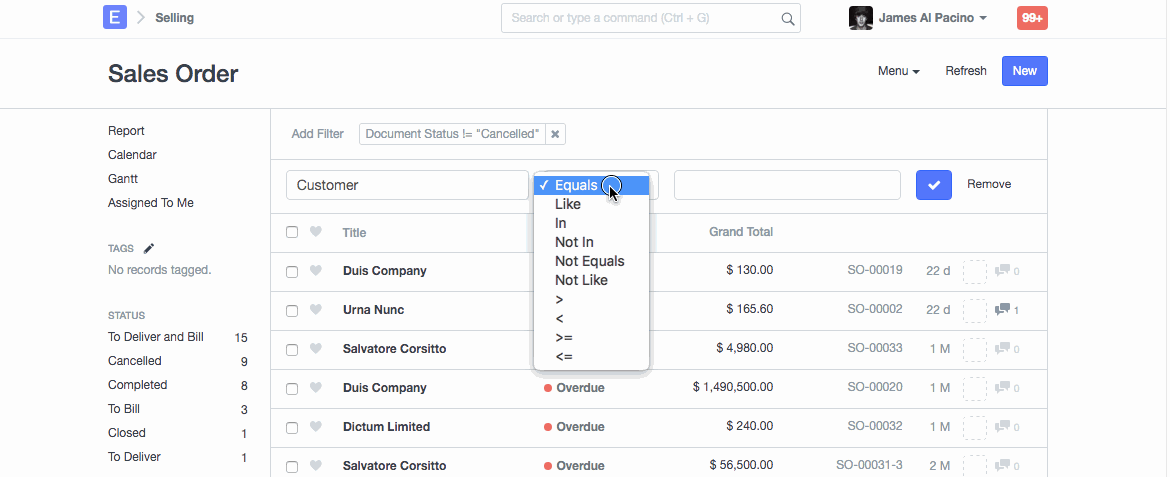 E Selling Search or type a command (Ctrl + G) James Al Pacino 99+
Sales Order Menu Refresh New
Report
Calendar
Gantt
Assigned To Me
TAGS
No records tagged.
STATUS
To Deliver and Bill 15
Cancelled 9
Completed 8
To Bill 3
Closed 1
To Deliver 1
Add Filter Document Status != "Cancelled" ×
Customer ✓ Equals Remove
Like
In
Not In
Not Equals
Not Like
>
<
>=
<=
Title Grand Total
Duis Company $ 130.00 SO-00019 22 d 0
Urna Nunc $ 165.60 SO-00002 22 d 1
Salvatore Corsitto $ 4,980.00 SO-00033 1 M 0
Duis Company Overdue $ 1,490,500.00 SO-00020 1 M 0
Dictum Limited Overdue $ 240.00 SO-00032 1 M 0
Salvatore Corsitto Overdue $ 56,500.00 SO-00031-3 2 M 0